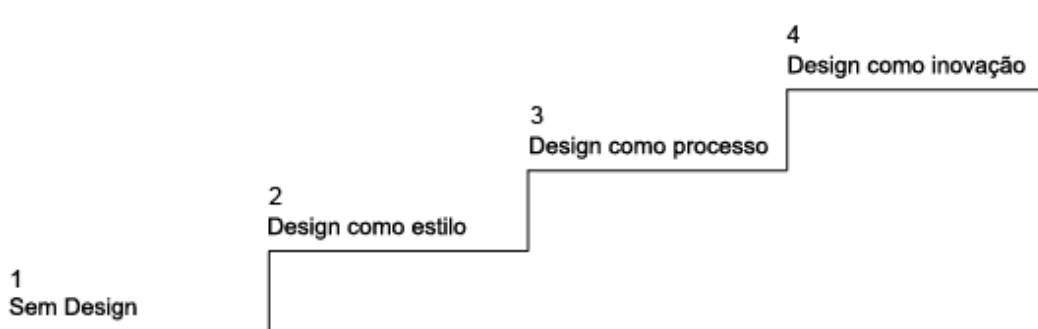 4
Design como inovação
3
Design como processo
2
Design como estilo
1
Sem Design